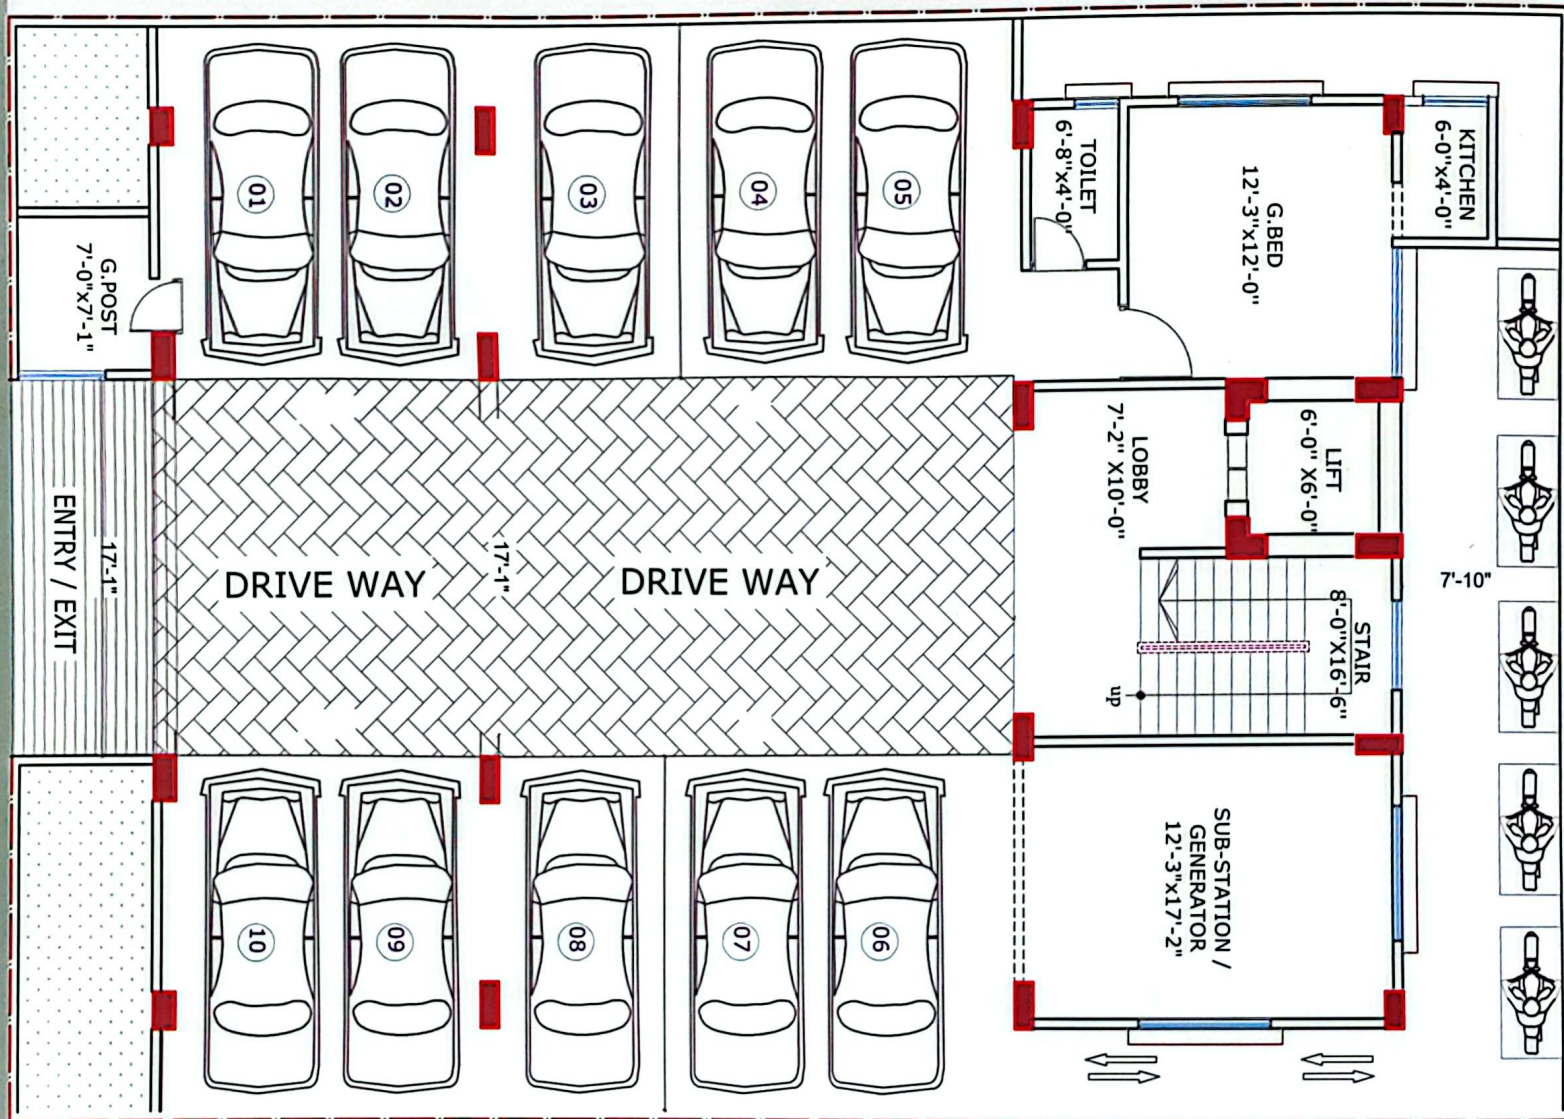 01
02
03
04
05
TOILET
6'-8"x4'-0"
G.BED
12'-3"x12'-0"
KITCHEN
6-0"x4'-0"
G.POST
7'-0"x7'-1"
LOBBY
7'-2" X10'-0"
LIFT
6'-0" X6'-0"
ENTRY / EXIT
17'-1"
DRIVE WAY
17'-1"
DRIVE WAY
STAIR
8'-0"X16'-6"
up
7'-10"
10
09
08
07
06
SUB-STATION /
GENERATOR
12'-3"x17'-2"